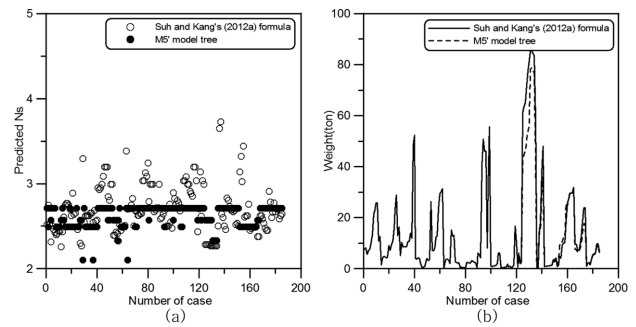 Suh and Kang's (2012a) formula
M5' model tree
5
4
3
2
Predicted Ns
0 40 80 120 160 200
Number of case
(a)
Suh and Kang's (2012a) formula
M5' model tree
100
80
60
40
20
0
Weight(ton)
0 40 80 120 160 200
Number of case
(b)